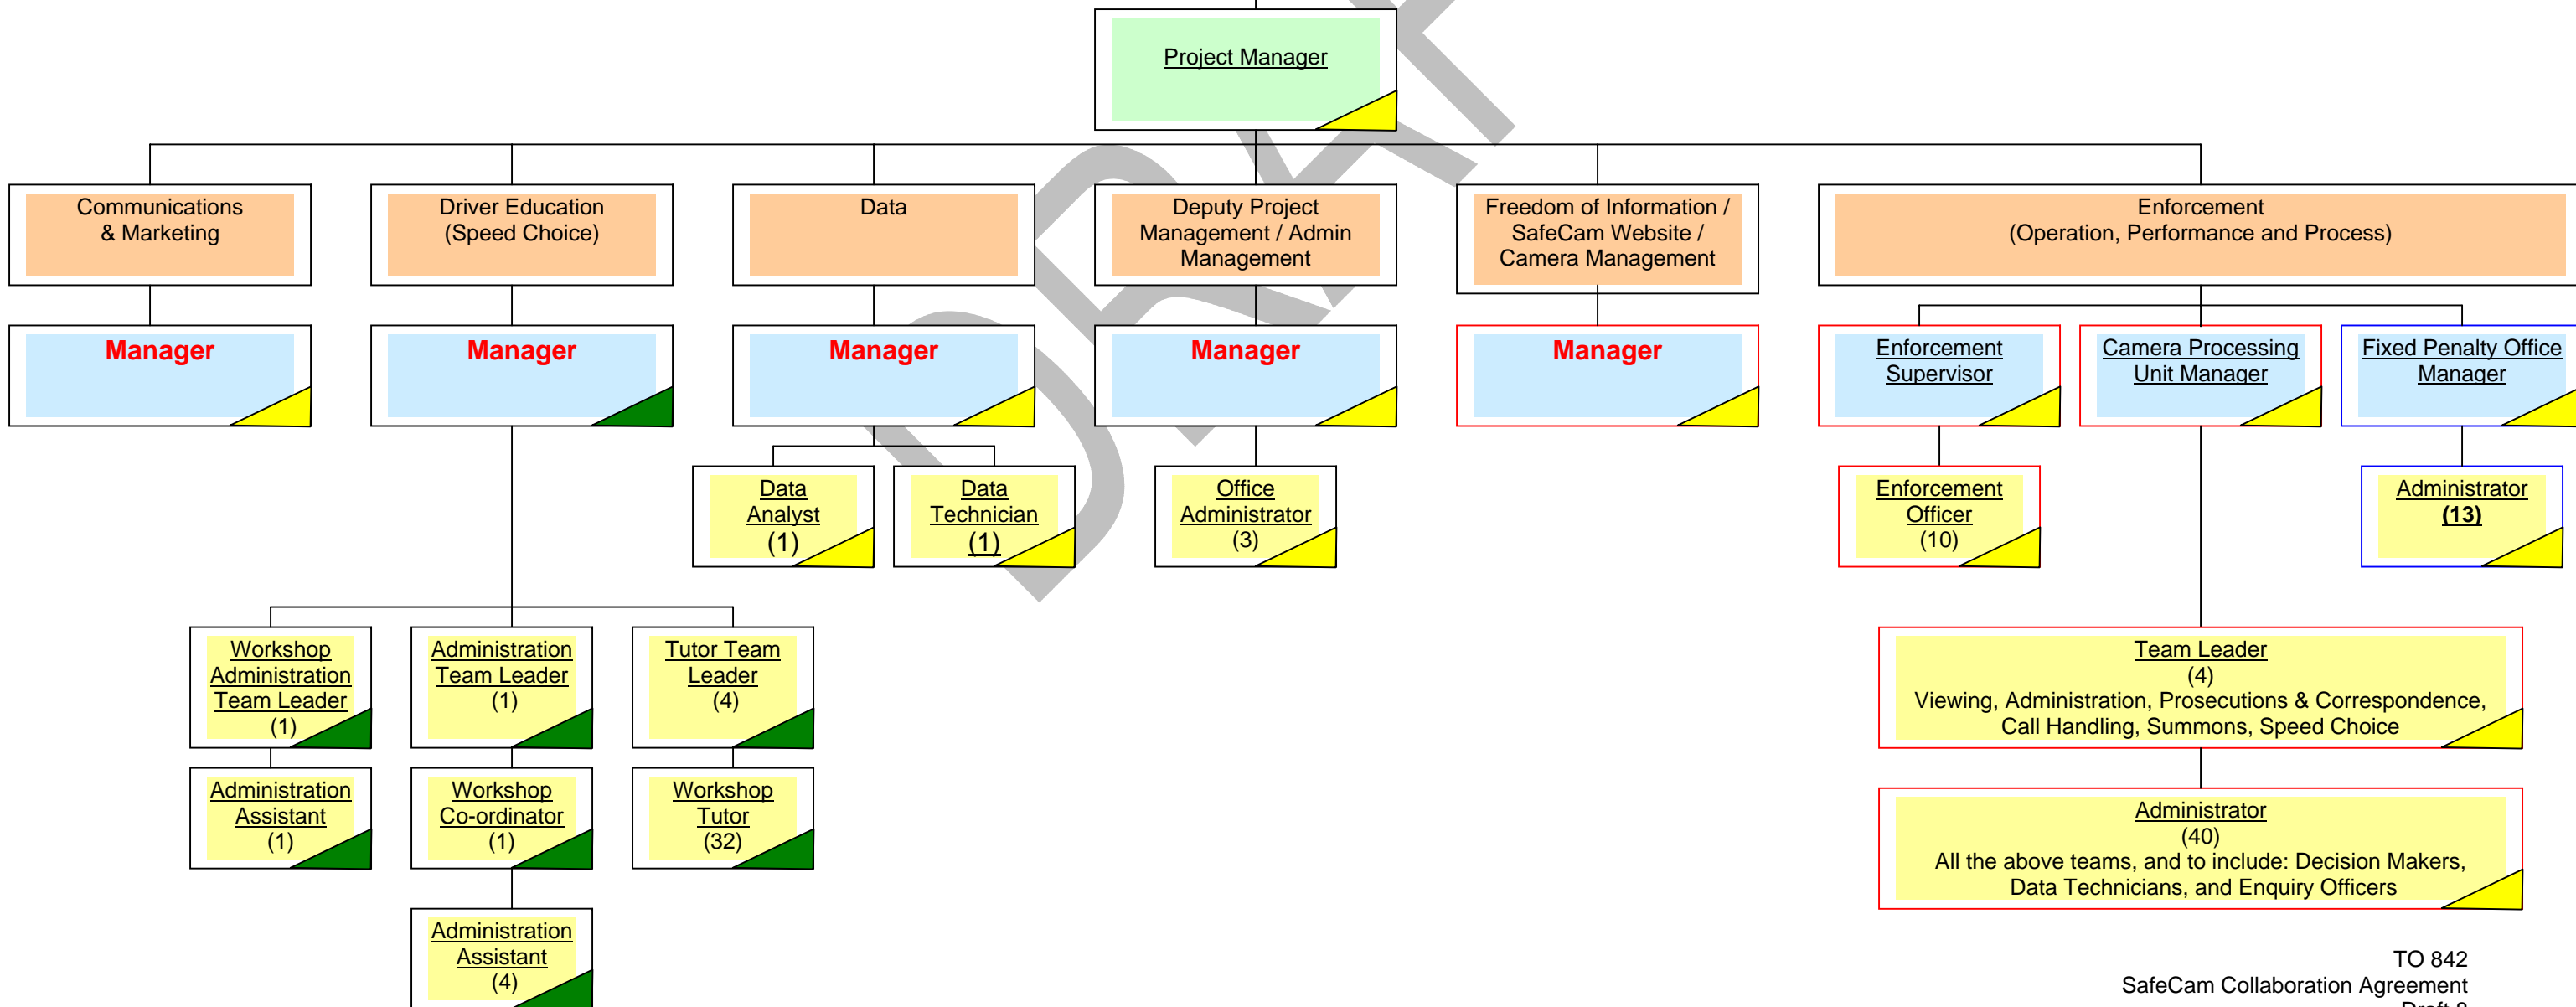 Project Manager
Communications
& Marketing
Driver Education
(Speed Choice)
Data
Deputy Project
Management / Admin
Management
Freedom of Information /
SafeCam Website /
Camera Management
Enforcement
(Operation, Performance and Process)
Manager
Manager
Manager
Manager
Manager
Enforcement
Supervisor
Camera Processing
Unit Manager
Fixed Penalty Office
Manager
Data
Analyst
(1)
Data
Technician
(1)
Office
Administrator
(3)
Enforcement
Officer
(10)
Administrator
(13)
Workshop
Administration
Team Leader
(1)
Administration
Team Leader
(1)
Tutor Team
Leader
(4)
Team Leader
(4)
Viewing, Administration, Prosecutions & Correspondence,
Call Handling, Summons, Speed Choice
Administration
Assistant
(1)
Workshop
Co-ordinator
(1)
Workshop
Tutor
(32)
Administrator
(40)
All the above teams, and to include: Decision Makers,
Data Technicians, and Enquiry Officers
Administration
Assistant
(4)
TO 842
SafeCam Collaboration Agreement
Draft 8
DRAF